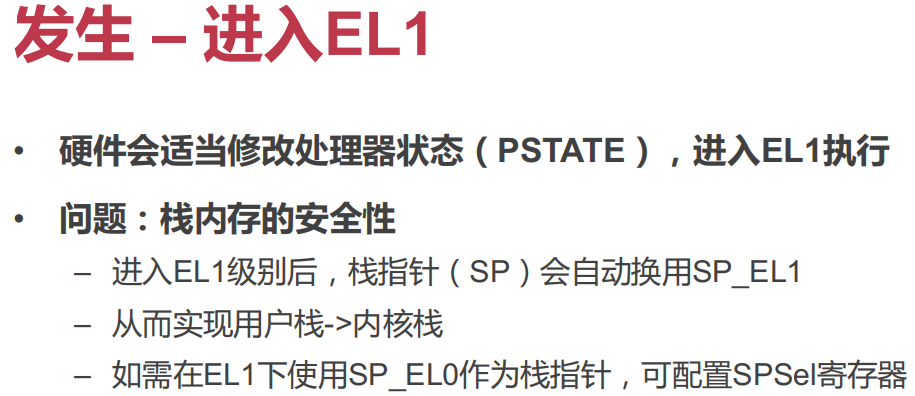 发生 – 进入EL1
• 硬件会适当修改处理器状态（PSTATE），进入EL1执行
• 问题：栈内存的安全性
– 进入EL1级别后，栈指针（SP）会自动换用SP_EL1
– 从而实现用户栈->内核栈
– 如需在EL1下使用SP_EL0作为栈指针，可配置SPSel寄存器